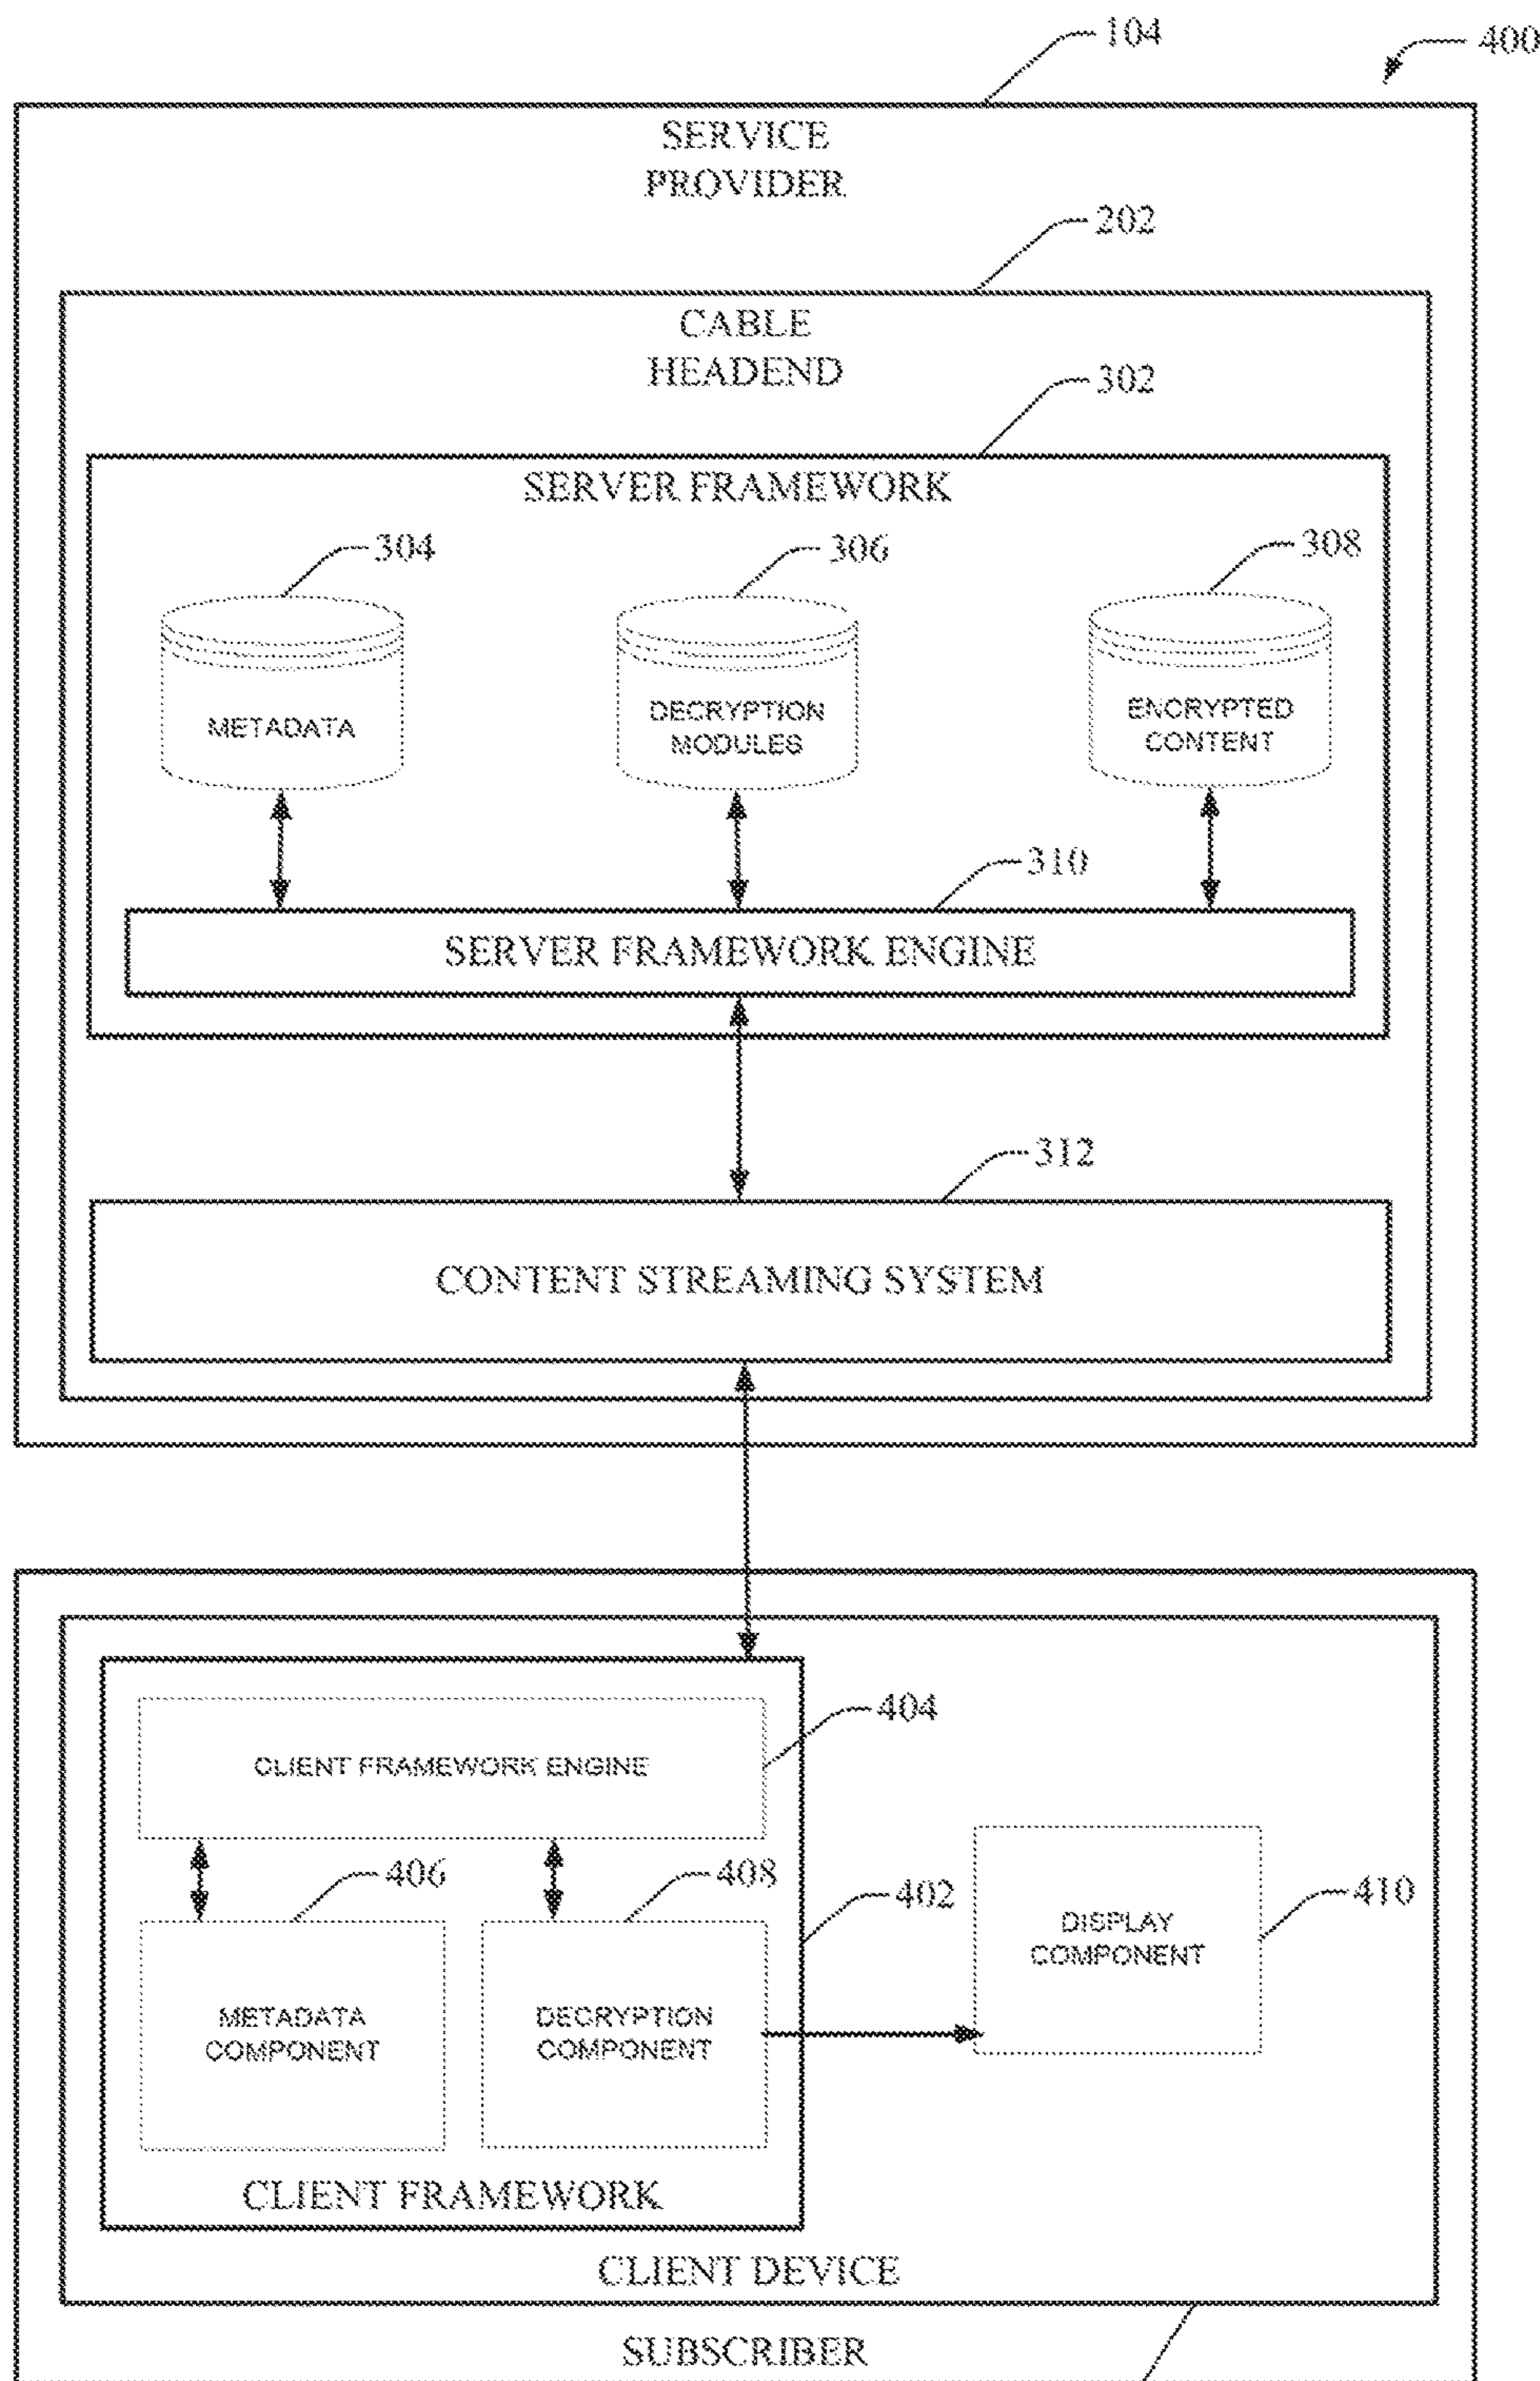 104
400
SERVICE
PROVIDER
202
CABLE
HEADEND
302
SERVER FRAMEWORK
304
306
308
METADATA
DECRYPTION
MODULES
ENCRYPTED
CONTENT
310
SERVER FRAMEWORK ENGINE
312
CONTENT STREAMING SYSTEM
404
CLIENT FRAMEWORK ENGINE
406
408
402
410
DISPLAY
COMPONENT
METADATA
COMPONENT
DECRYPTION
COMPONENT
CLIENT FRAMEWORK
CLIENT DEVICE
SUBSCRIBER